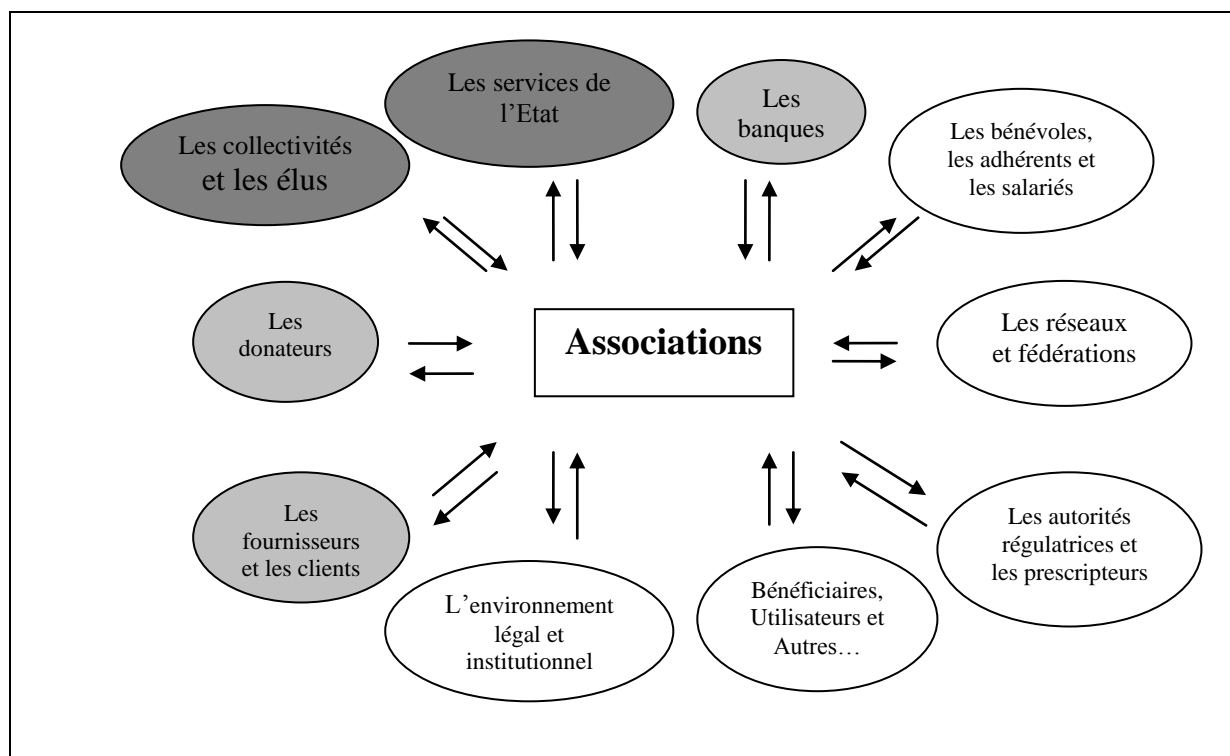 Les services de
l'Etat
Les
banques
Les collectivités
et les élus
Les bénévoles,
les adhérents et
les salariés
Les
donateurs
Associations
Les réseaux
et fédérations
Les
fournisseurs
et les clients
L'environnement
légal et
institutionnel
Bénéficiaires,
Utilisateurs et
Autres…
Les autorités
régulatrices et
les prescripteurs